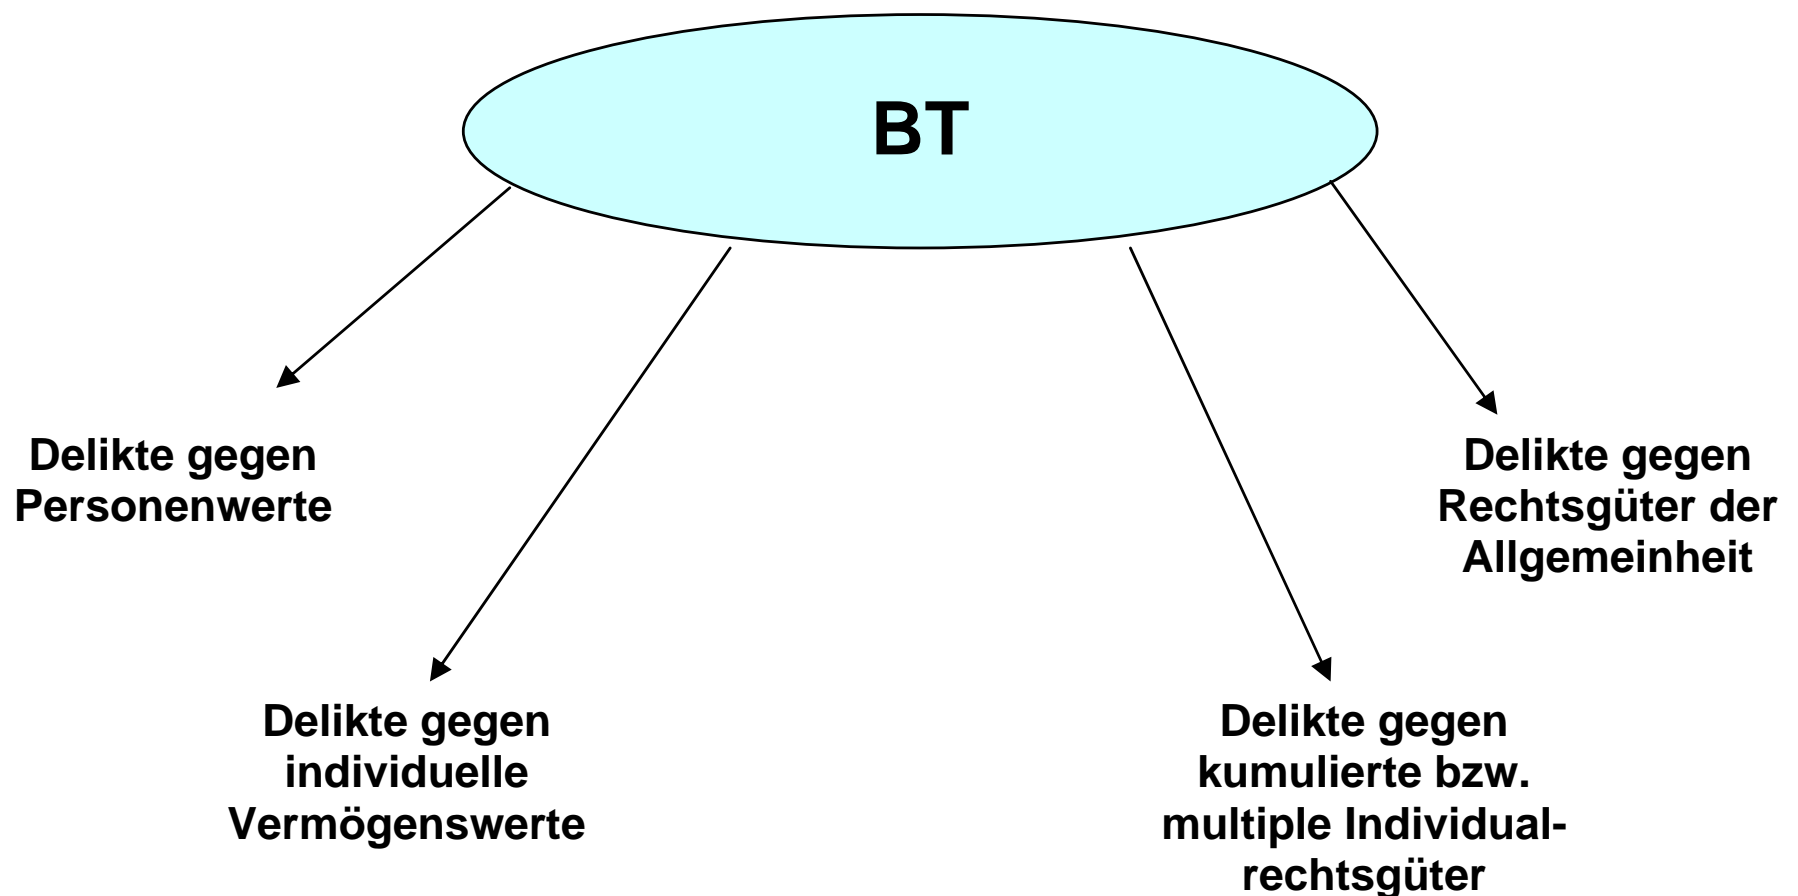 BT
Delikte gegen
Personenwerte
Delikte gegen
Rechtsgüter der
Allgemeinheit
Delikte gegen
individuelle
Vermögenswerte
Delikte gegen
kumulierte bzw.
multiple Individual-
rechtsgüter